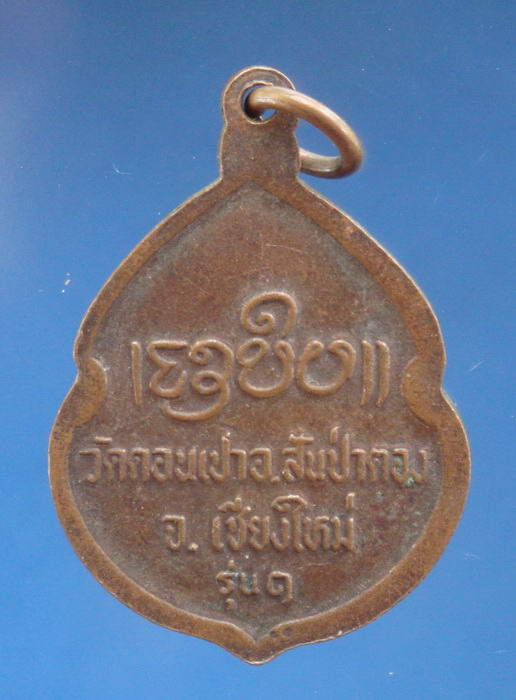 วัดดอนเปา อ.สันป่าตอง
จ. เชียงใหม่
รุ่น ๑